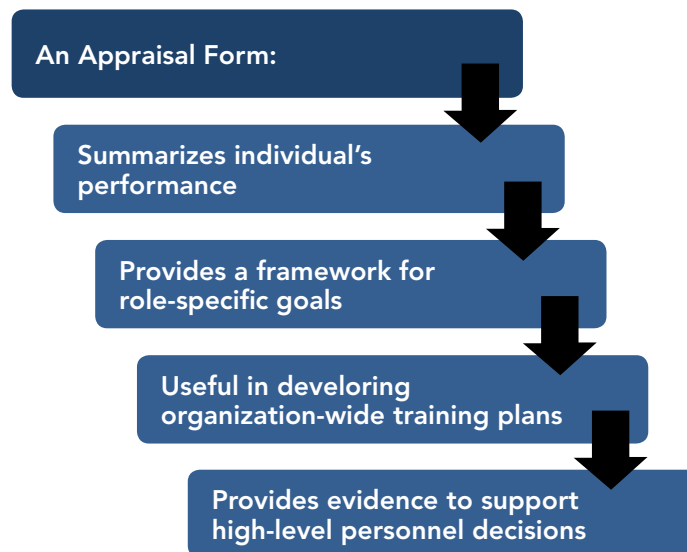 An Appraisal Form:
Summarizes individual’s
performance
Provides a framework for
role-specific goals
Useful in develoring
organization-wide training plans
Provides evidence to support
high-level personnel decisions